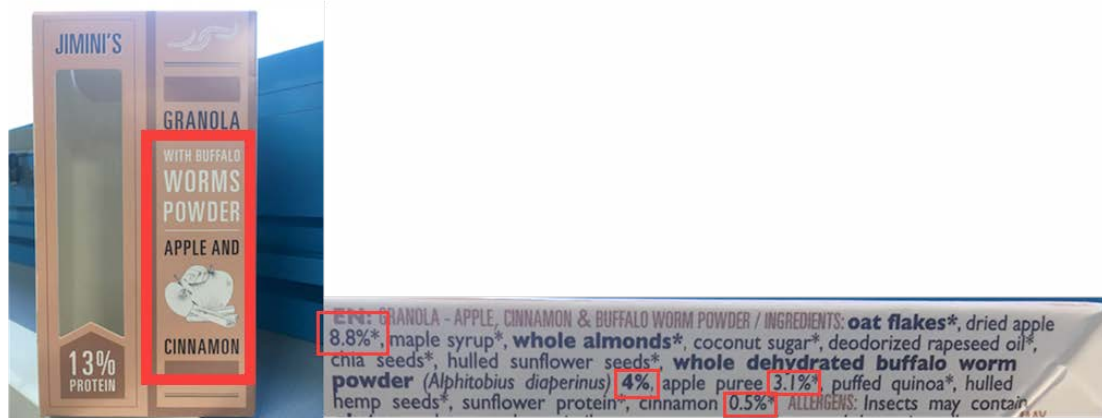 JIMINI'S
GRANOLA
WITH BUFFALO
WORMS
POWDER
APPLE AND
CINNAMON
13%
PROTEIN
EN: GRANOLA - APPLE, CINNAMON & BUFFALO WORM POWDER / INGREDIENTS: oat flakes*, dried apple
8.8%*, maple syrup*, whole almonds*, coconut sugar*, deodorized rapeseed oil*,
chia seeds*, hulled sunflower seeds*, whole dehydrated buffalo worm
powder (Alphitobius diaperinus) 4%, apple puree 3.1%*, puffed quinoa*, hulled
hemp seeds*, sunflower protein*, cinnamon 0.5%* ALLERGENS: Insects may contain